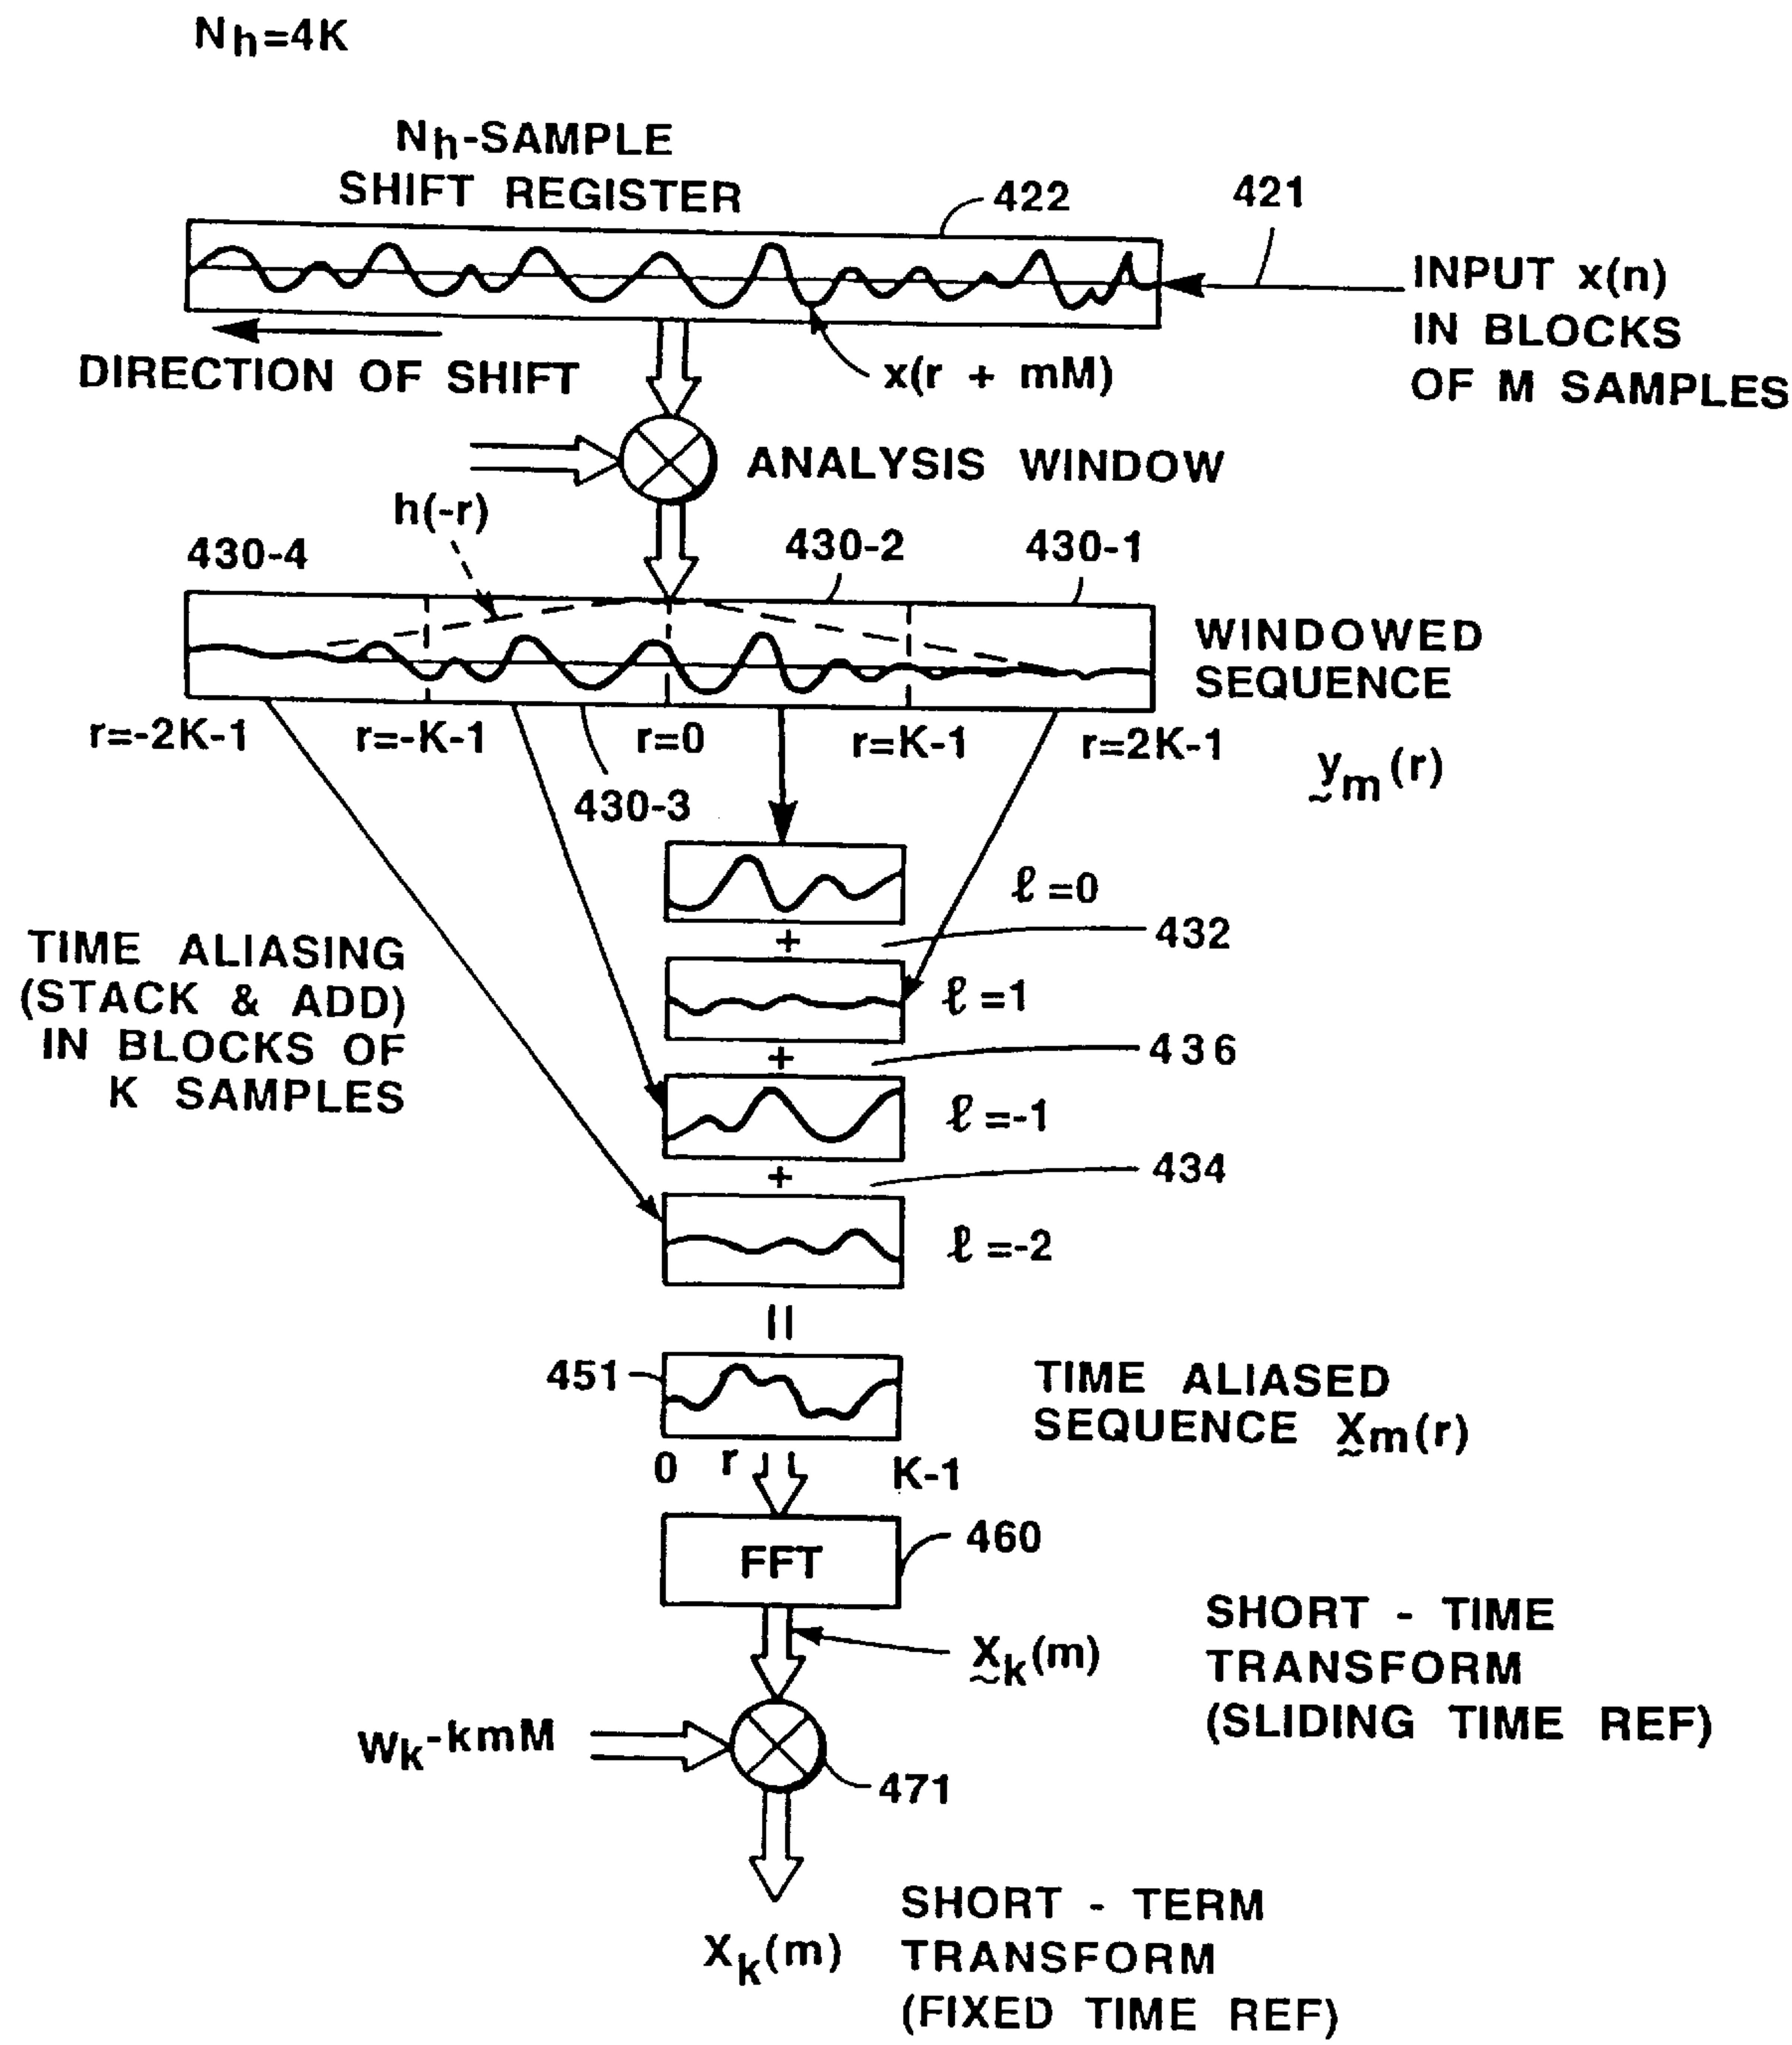 Nh=4K
Nh-SAMPLE
SHIFT REGISTER
422
421
INPUT x(n)
IN BLOCKS
OF M SAMPLES
DIRECTION OF SHIFT
x(r + mM)
ANALYSIS WINDOW
h(-r)
430-4
430-2
430-1
WINDOWED
SEQUENCE
r=-2K-1
r=-K-1
r=0
r=K-1
r=2K-1
ym(r)
430-3
ℓ=0
432
TIME ALIASING
(STACK & ADD)
IN BLOCKS OF
K SAMPLES
+
ℓ=1
436
+
ℓ=-1
434
+
ℓ=-2
=
451
TIME ALIASED
SEQUENCE Xm(r)
0
r
K-1
FFT
460
Xk(m)
SHORT - TIME
TRANSFORM
(SLIDING TIME REF)
Wk-kmM
471
Xk(m)
SHORT - TERM
TRANSFORM
(FIXED TIME REF)